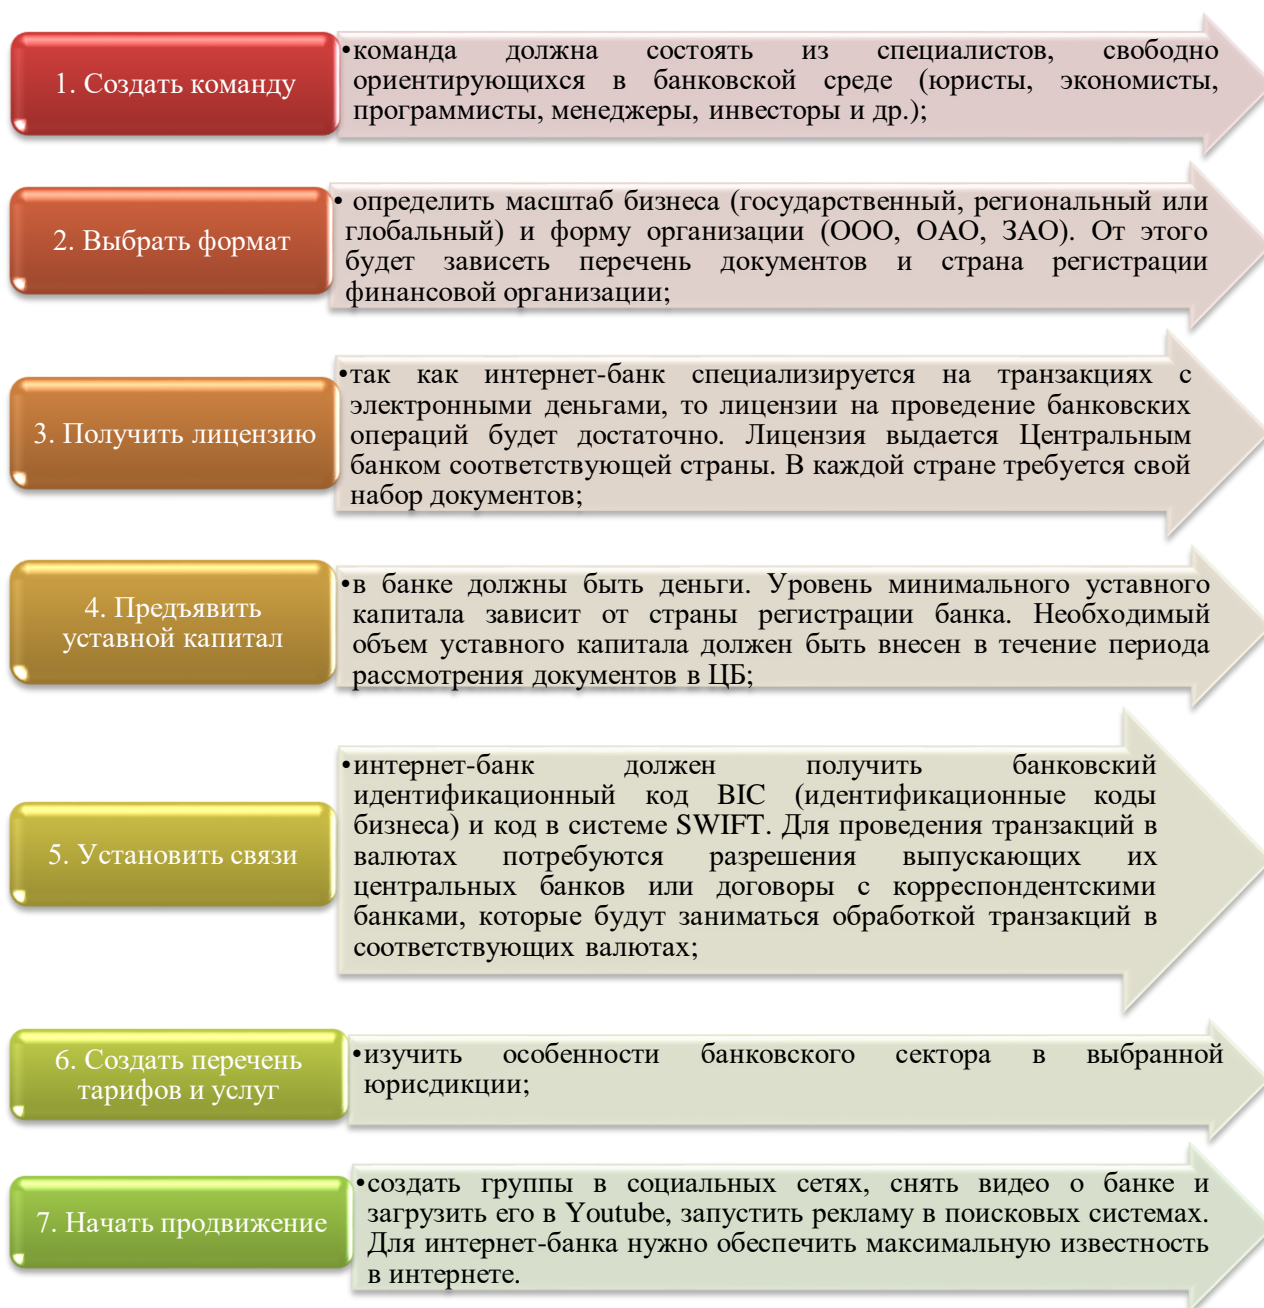 1. Создать команду
•команда должна состоять из специалистов, свободно
ориентирующихся в банковской среде (юристы, экономисты,
программисты, менеджеры, инвесторы и др.);
2. Выбрать формат
• определить масштаб бизнеса (государственный, региональный или
глобальный) и форму организации (ООО, ОАО, ЗАО). От этого
будет зависеть перечень документов и страна регистрации
финансовой организации;
3. Получить лицензию
•так как интернет-банк специализируется на транзакциях с
электронными деньгами, то лицензии на проведение банковских
операций будет достаточно. Лицензия выдается Центральным
банком соответствующей страны. В каждой стране требуется свой
набор документов;
4. Предъявить
уставной капитал
•в банке должны быть деньги. Уровень минимального уставного
капитала зависит от страны регистрации банка. Необходимый
объем уставного капитала должен быть внесен в течение периода
рассмотрения документов в ЦБ;
5. Установить связи
•интернет-банк должен получить банковский
идентификационный код BIC (идентификационные коды
бизнеса) и код в системе SWIFT. Для проведения транзакций в
валютах потребуются разрешения выпускающих их
центральных банков или договоры с корреспондентскими
банками, которые будут заниматься обработкой транзакций в
соответствующих валютах;
6. Создать перечень
тарифов и услуг
•изучить особенности банковского сектора в выбранной
юрисдикции;
7. Начать продвижение
•создать группы в социальных сетях, снять видео о банке и
загрузить его в Youtube, запустить рекламу в поисковых системах.
Для интернет-банка нужно обеспечить максимальную известность
в интернете.